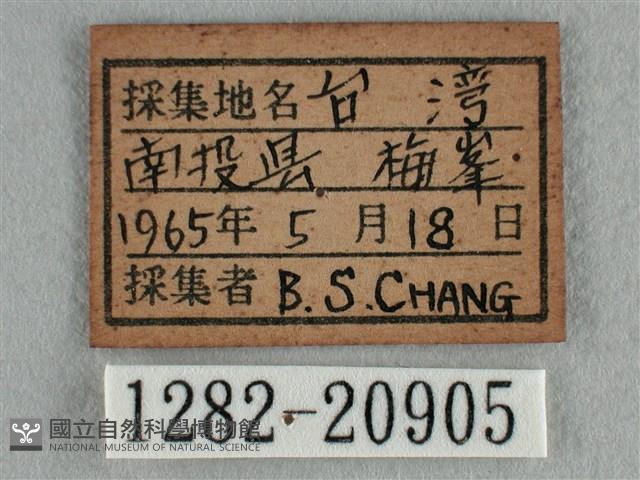 採集地名 台 湾
南投県 梅峯
1965年 5 月 18 日
採集者 B.S.CHANG
1282-20905
國立自然科學博物館
NATIONAL MUSEUM OF NATURAL SCIENCE